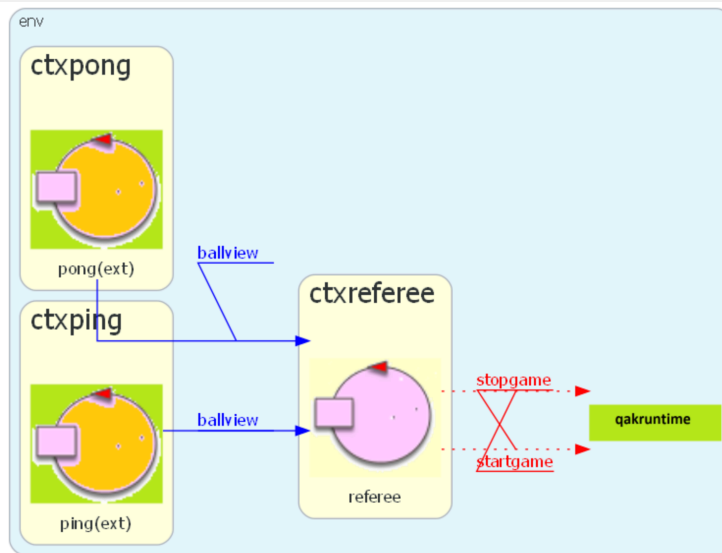 env
ctxpong
pong(ext)
ballview
ctxreferee
ctxping
stopgame
ballview
qakruntime
startgame
referee
ping(ext)